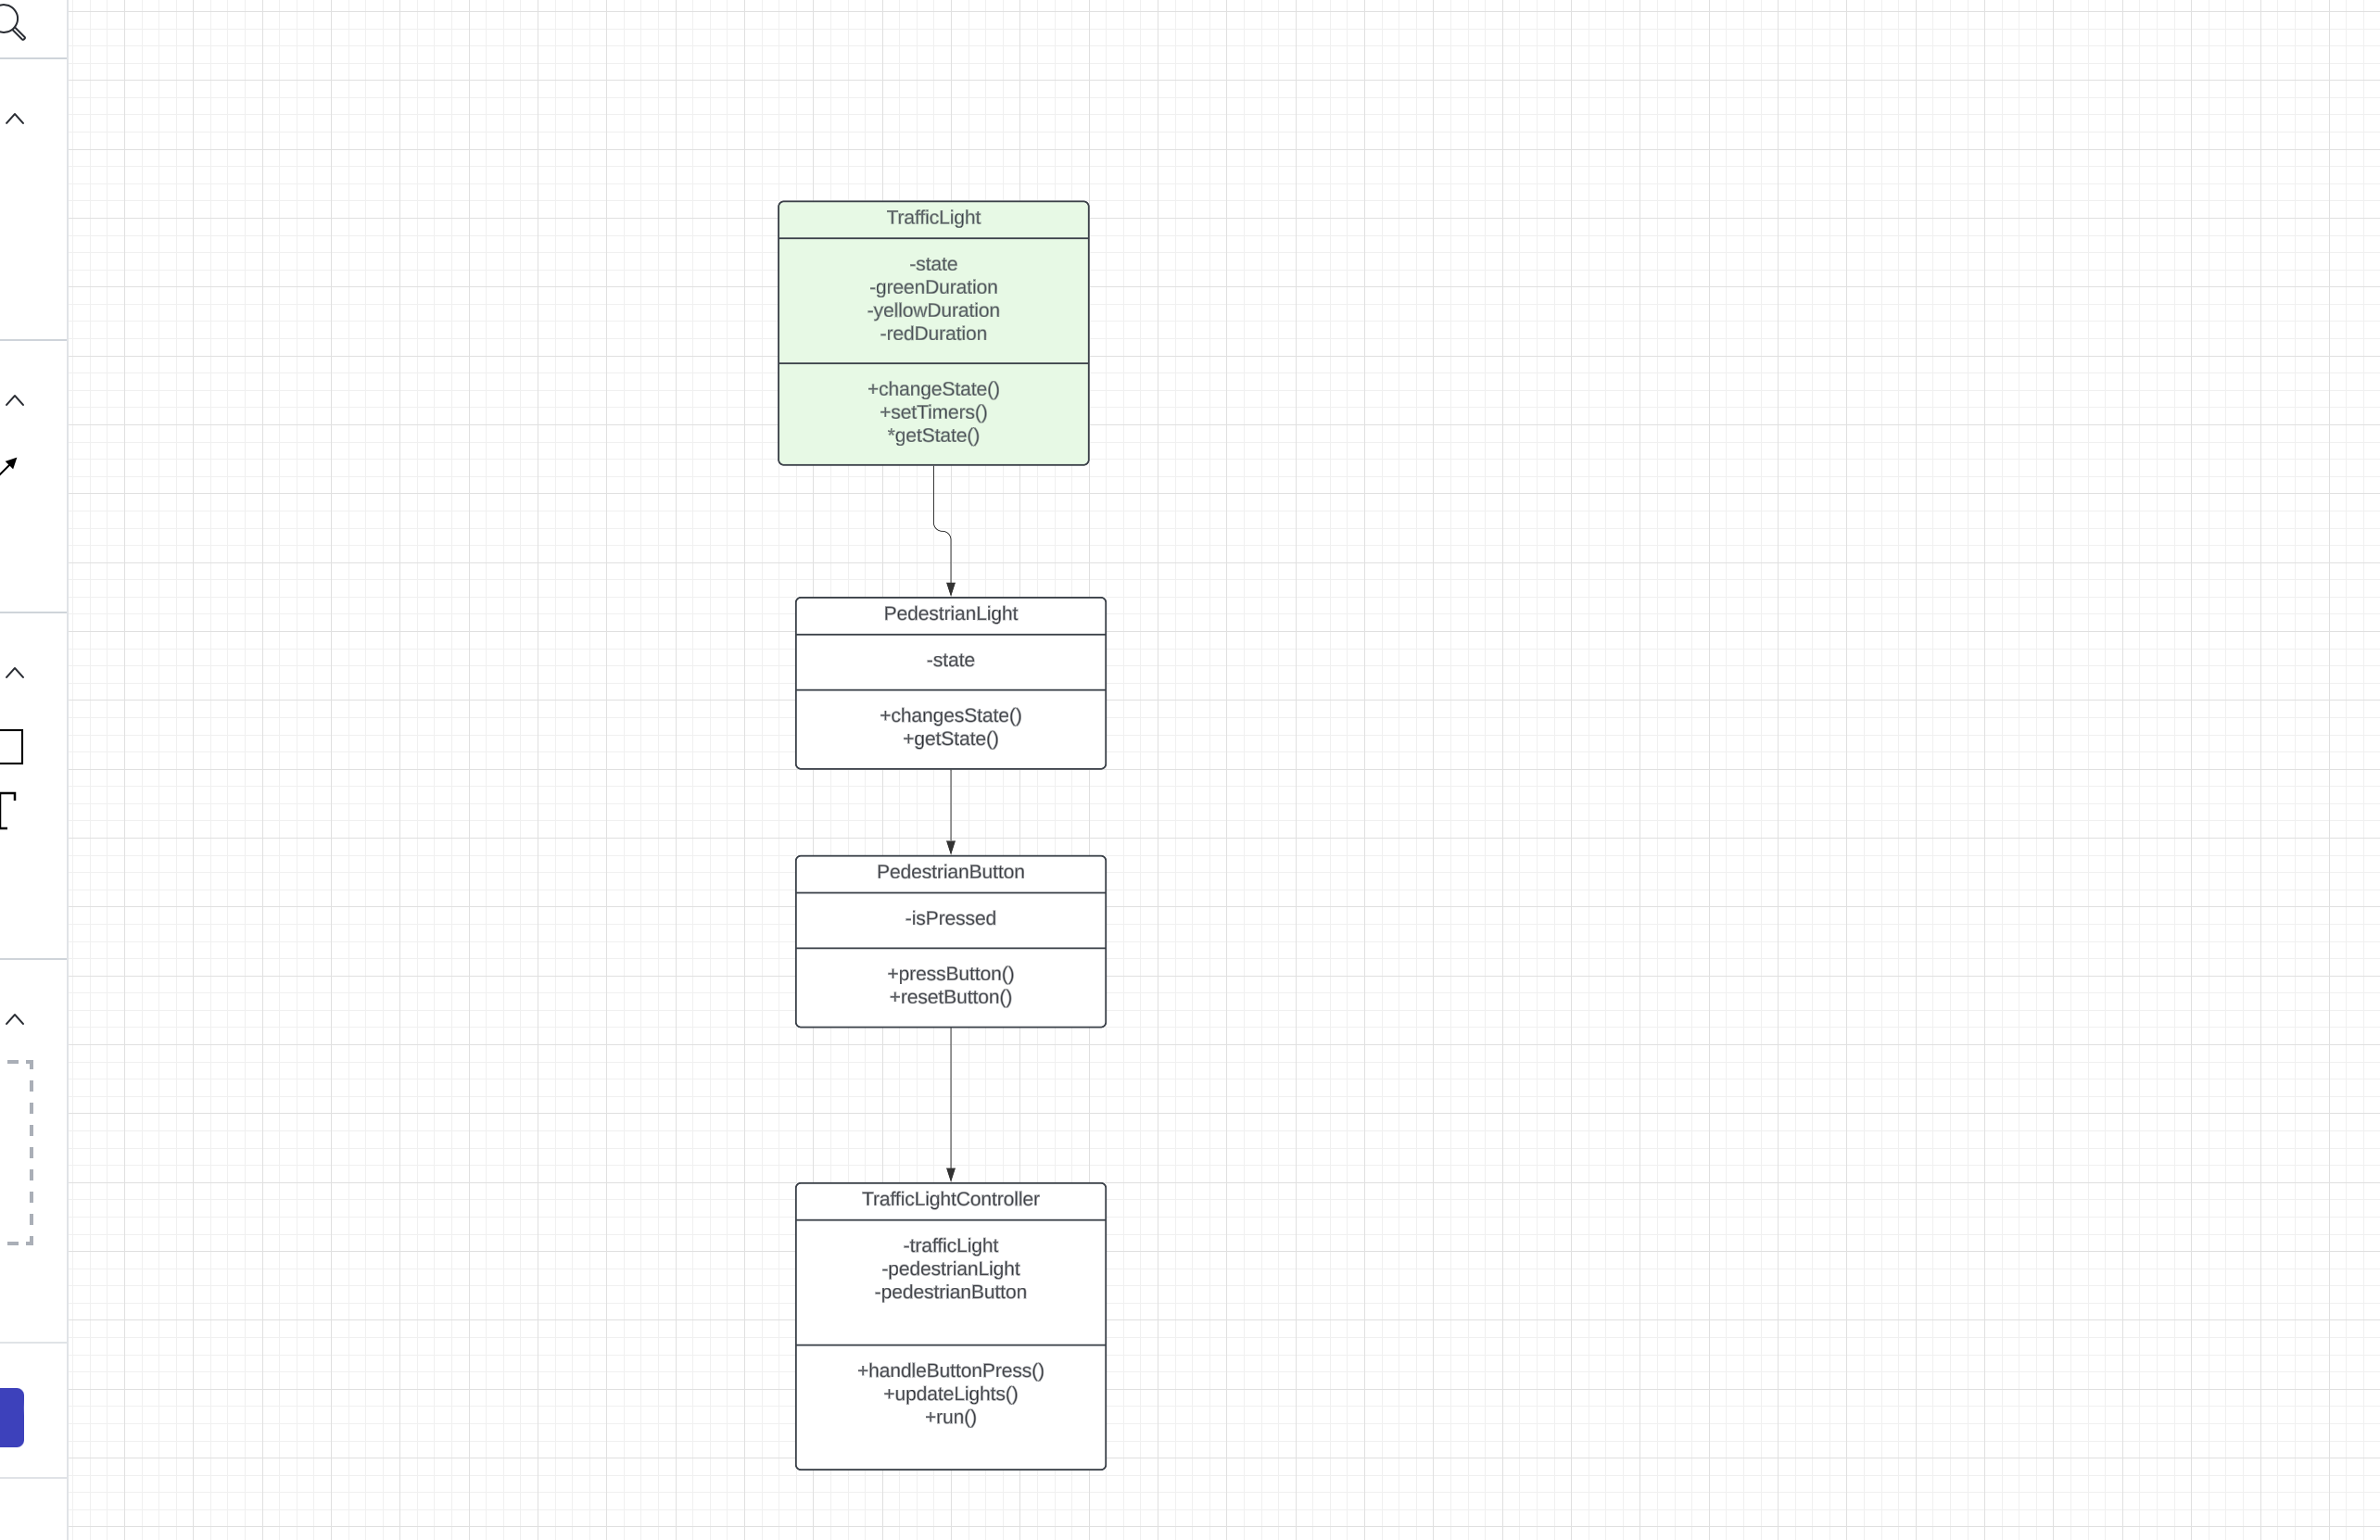 TrafficLight
-state
-greenDuration
-yellowDuration
-redDuration
+changeState()
+setTimers()
*getState()
PedestrianLight
-state
+changesState()
+getState()
T
PedestrianButton
-isPressed
+pressButton()
+resetButton()
TrafficLightController
-trafficLight
-pedestrianLight
-pedestrianButton
+handleButtonPress()
+updateLights()
+run()